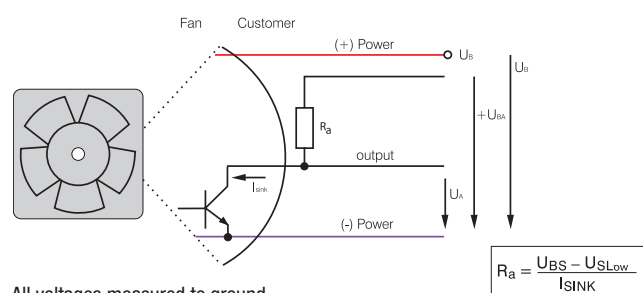 Fan Customer
(+) Power
UB
UB
Ra
+UBA
output
Isink
UA
(-) Power
Ra = UBS – USLow
ISINK
All voltages measured to ground